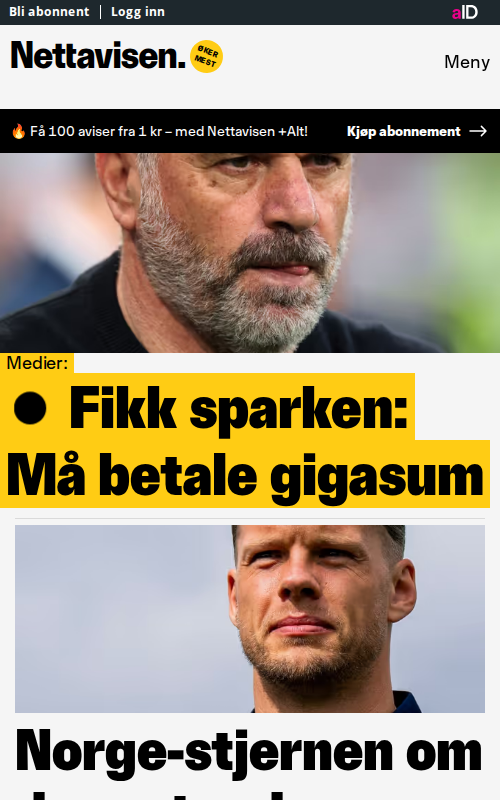 Bli abonnent | Logg inn
aID
Nettavisen.
ØKER
MEST
Meny
🔥 Få 100 aviser fra 1 kr – med Nettavisen +Alt!
Kjøp abonnement →
Medier:
● Fikk sparken:
Må betale gigasum
Norge-stjernen om